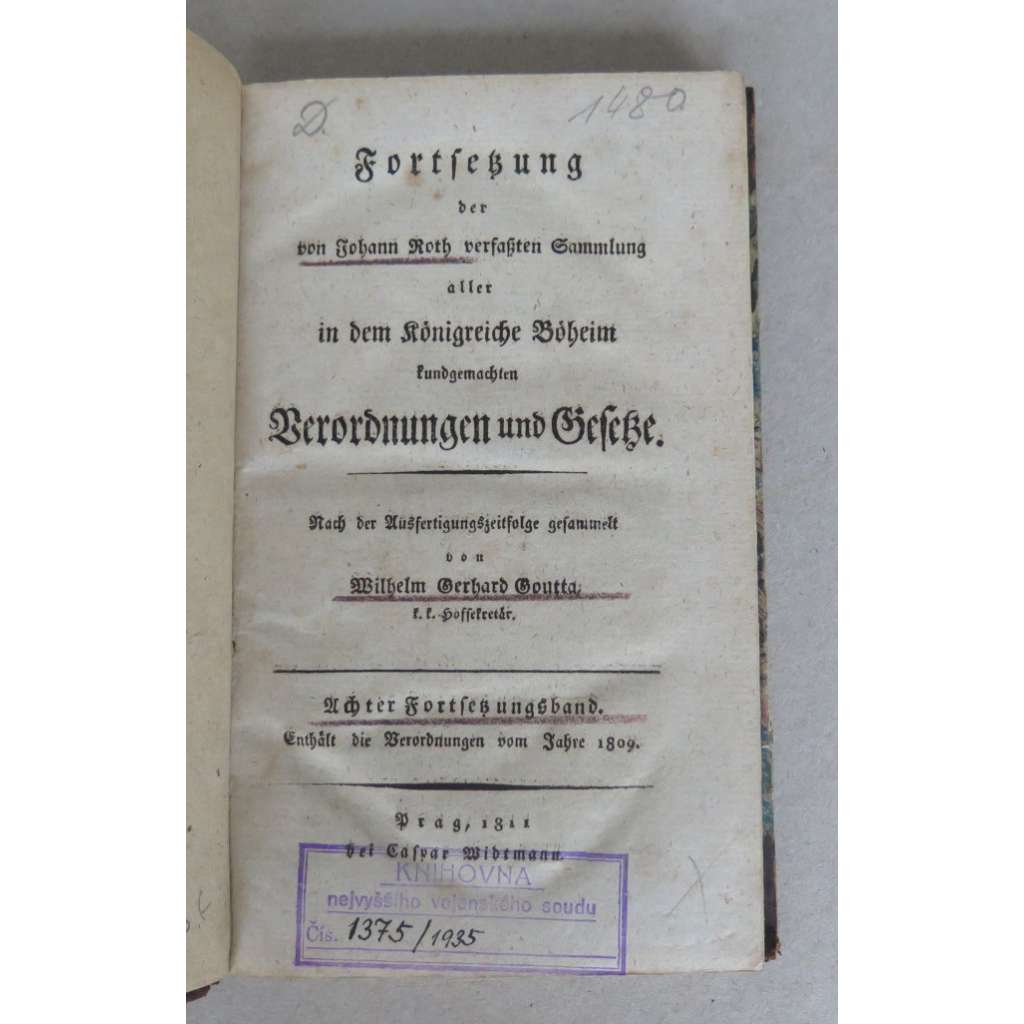 D. 1480
Fortsetzung
der
von Johann Roth verfaßten Sammlung
aller
in dem Königreiche Böheim
kundgemachten
Verordnungen und Gesetze.
Nach der Ausfertigungszeitfolge gesammelt
von
Wilhelm Gerhard Goutta,
k. k. Hofsekretär.
Achter Fortsetzungsband.
Enthält die Verordnungen vom Jahre 1809.
Prag, 1811
bei Caspar Widtmann.
KNIHOVNA
nejvyššího vojenského soudu
Čís. 1375/1935